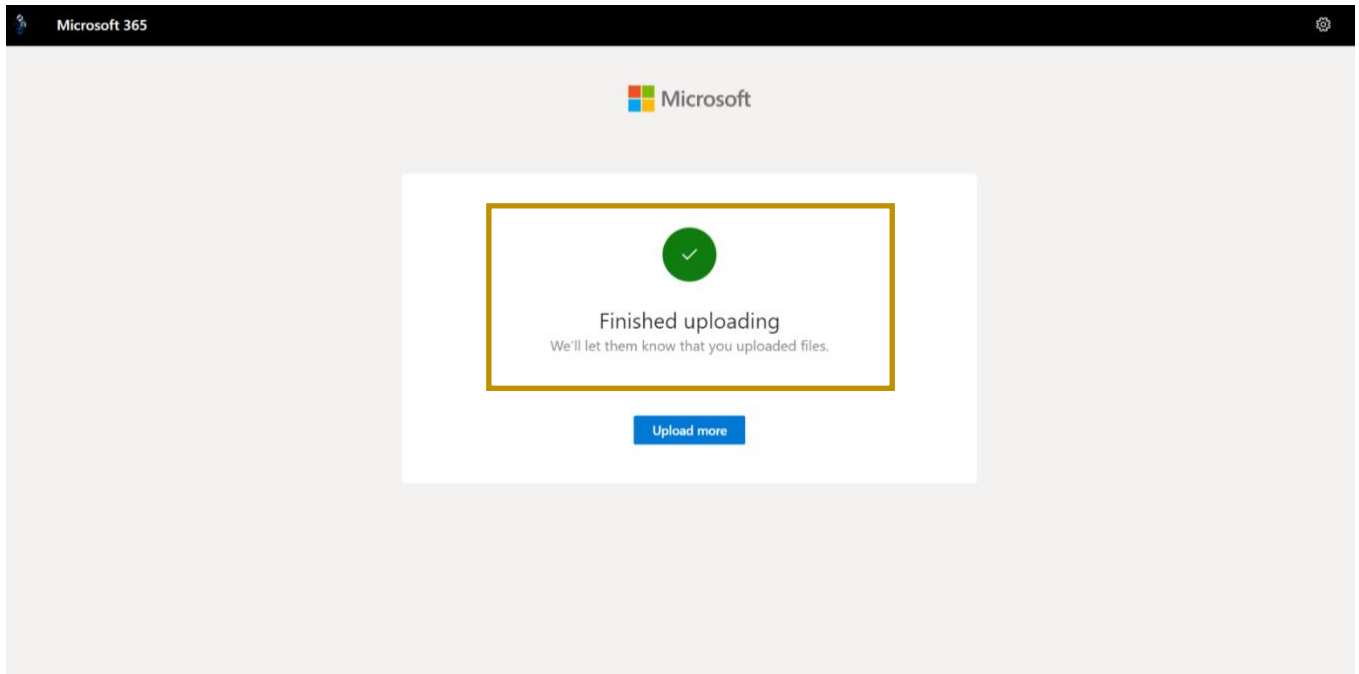 Microsoft 365
Microsoft
Finished uploading
We'll let them know that you uploaded files.
Upload more